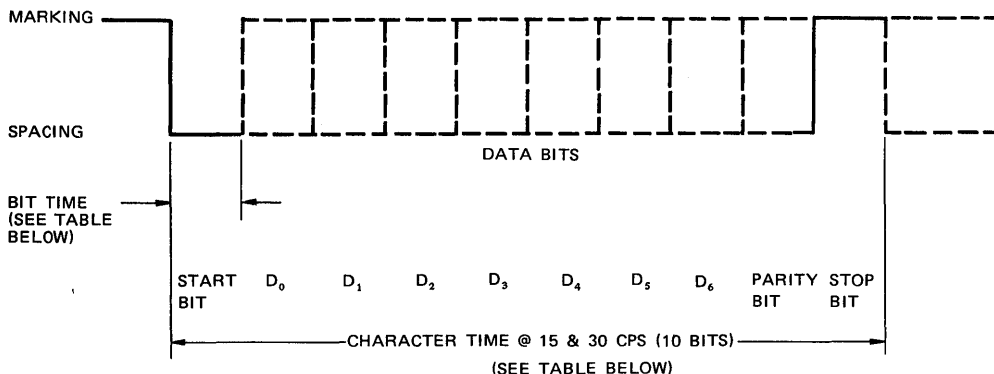 MARKING
SPACING
DATA BITS
BIT TIME
(SEE TABLE
BELOW)
START
BIT
D₀
D₁
D₂
D₃
D₄
D₅
D₆
PARITY
BIT
STOP
BIT
CHARACTER TIME @ 15 & 30 CPS (10 BITS)
(SEE TABLE BELOW)